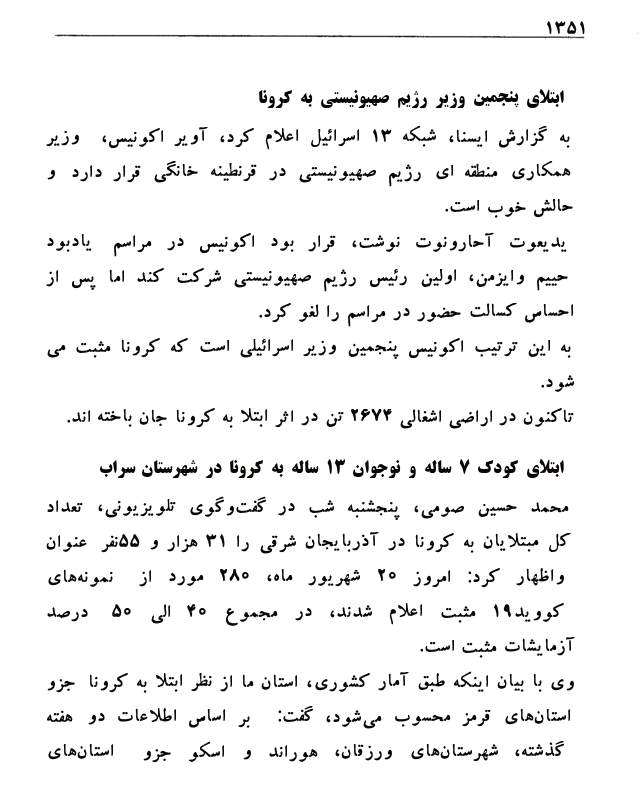 ۱۳۵۱
ابتلای پنجمین وزیر رژیم صهیونیستی به کرونا
به گزارش ایسنا، شبکه ۱۳ اسرائیل اعلام کرد، آویر اکونیس، وزیر
همکاری منطقه ای رژیم صهیونیستی در قرنطینه خانگی قرار دارد و
حالش خوب است.
یدیعوت آحارونوت نوشت، قرار بود اکونیس در مراسم یادبود
حییم وایزمن، اولین رئیس رژیم صهیونیستی شرکت کند اما پس از
احساس کسالت حضور در مراسم را لغو کرد.
به این ترتیب اکونیس پنجمین وزیر اسرائیلی است که کرونا مثبت می
شود.
تاکنون در اراضی اشغالی ۲۶۷۴ تن در اثر ابتلا به کرونا جان باخته اند.
ابتلای کودک ۷ ساله و نوجوان ۱۳ ساله به کرونا در شهرستان سراب
محمد حسین صومی، پنجشنبه شب در گفت‌وگوی تلویزیونی، تعداد
کل مبتلایان به کرونا در آذربایجان شرقی را ۳۱ هزار و ۵۵نفر عنوان
واظهار کرد: امروز ۲۰ شهریور ماه، ۲۸۰ مورد از نمونه‌های
کووید۱۹ مثبت اعلام شدند، در مجموع ۴۰ الی ۵۰ درصد
آزمایشات مثبت است.
وی با بیان اینکه طبق آمار کشوری، استان ما از نظر ابتلا به کرونا جزو
استان‌های قرمز محسوب می‌شود، گفت: بر اساس اطلاعات دو هفته
گذشته، شهرستان‌های ورزقان، هوراند و اسکو جزو استان‌های